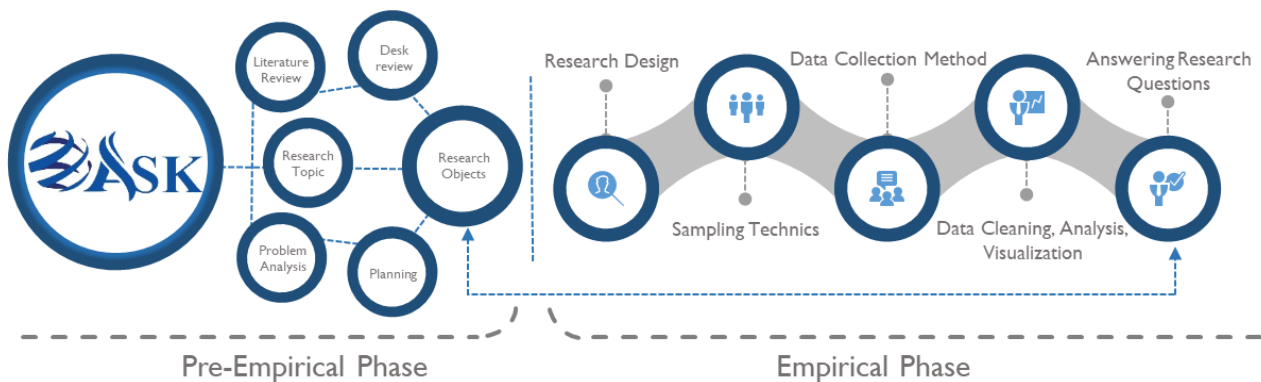 ASK
Literature
Review
Desk
review
Research
Topic
Research
Objects
Problem
Analysis
Planning
Research Design
Data Collection Method
Answering Research
Questions
Sampling Technics
Data Cleaning, Analysis,
Visualization
Pre-Empirical Phase
Empirical Phase